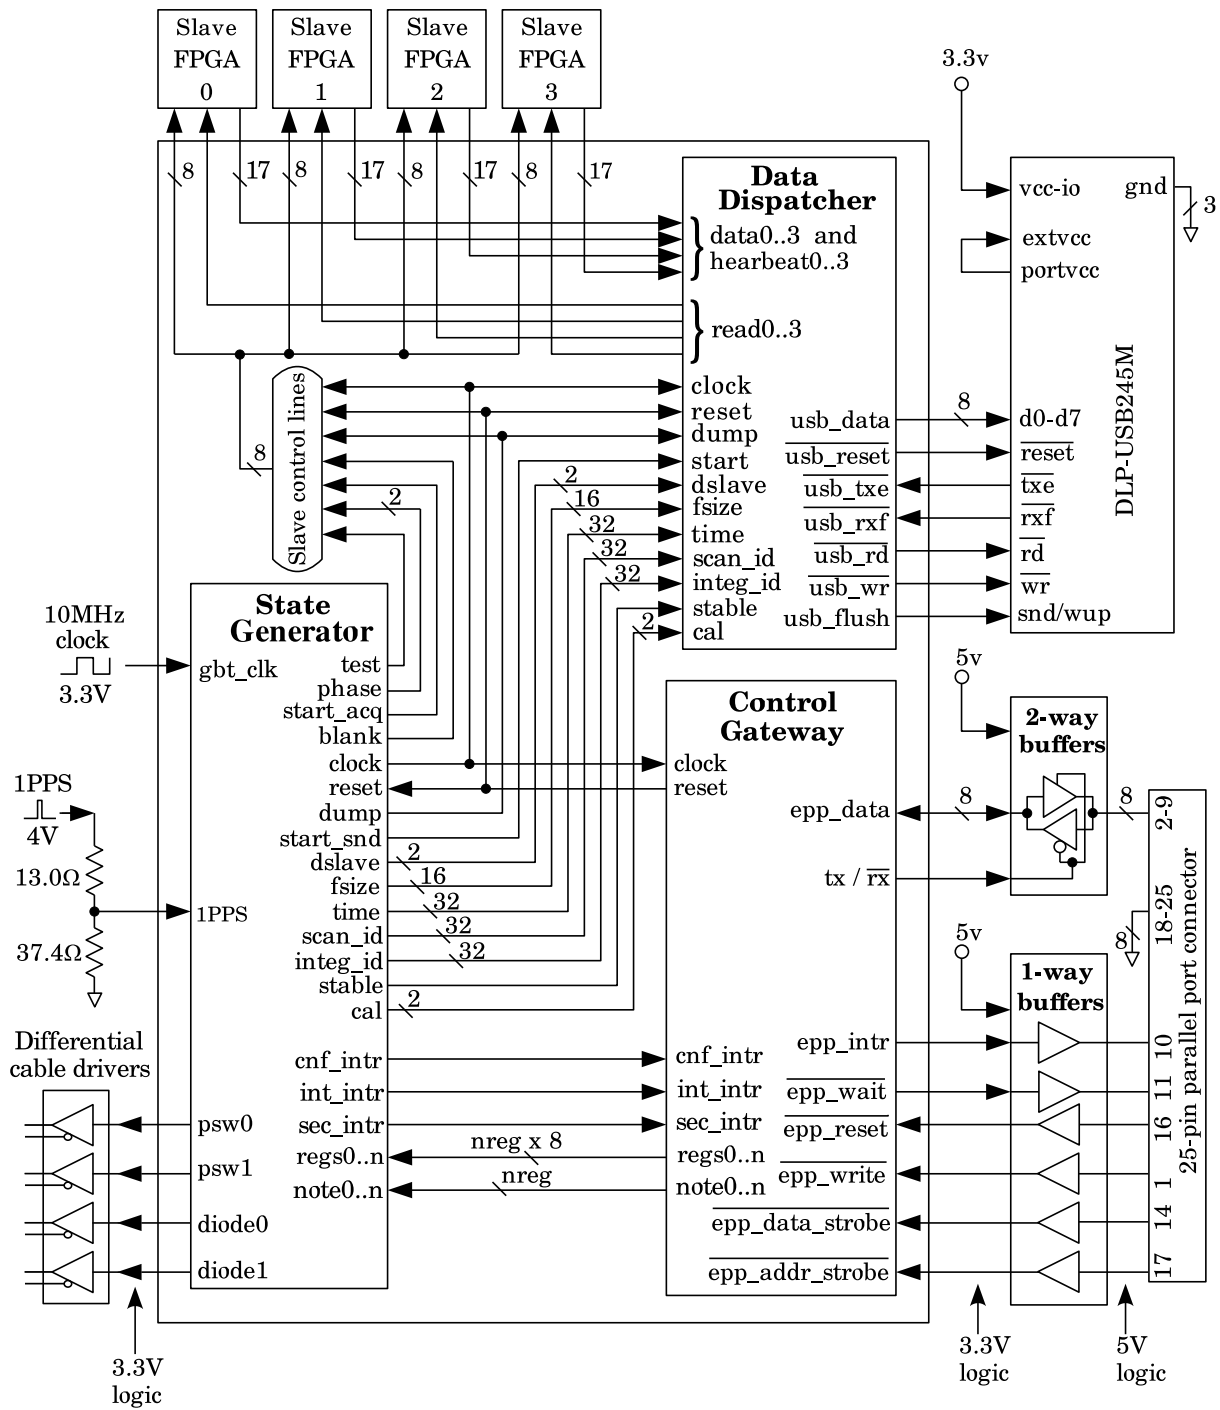 Slave
FPGA
0
Slave
FPGA
1
Slave
FPGA
2
Slave
FPGA
3
8
17
8
17
8
17
8
17
Data
Dispatcher
data0..3 and
hearbeat0..3
read0..3
clock
reset
dump
start
dslave
fsize
time
scan_id
integ_id
stable
cal
usb_data
usb_reset
usb_txe
usb_rxf
usb_rd
usb_wr
usb_flush
2
16
32
32
32
2
8
3.3v
vcc-io
gnd
3
extvcc
portvcc
DLP-USB245M
d0-d7
reset
txe
rxf
rd
wr
snd/wup
Slave control lines
8
2
10MHz
clock
3.3V
State
Generator
gbt_clk
test
phase
start_acq
blank
clock
reset
dump
start_snd
dslave
fsize
time
scan_id
integ_id
stable
cal
2
16
32
32
32
2
cnf_intr
int_intr
sec_intr
regs0..n
note0..n
1PPS
4V
13.0Ω
37.4Ω
1PPS
Differential
cable drivers
psw0
psw1
diode0
diode1
3.3V
logic
nreg x 8
nreg
Control
Gateway
clock
reset
epp_data
tx / rx
cnf_intr
int_intr
sec_intr
regs0..n
note0..n
epp_intr
epp_wait
epp_reset
epp_write
epp_data_strobe
epp_addr_strobe
5v
2-way
buffers
8
8
5v
1-way
buffers
8
2-9
18-25
10
11
16
1
14
17
25-pin parallel port connector
3.3V
logic
5V
logic